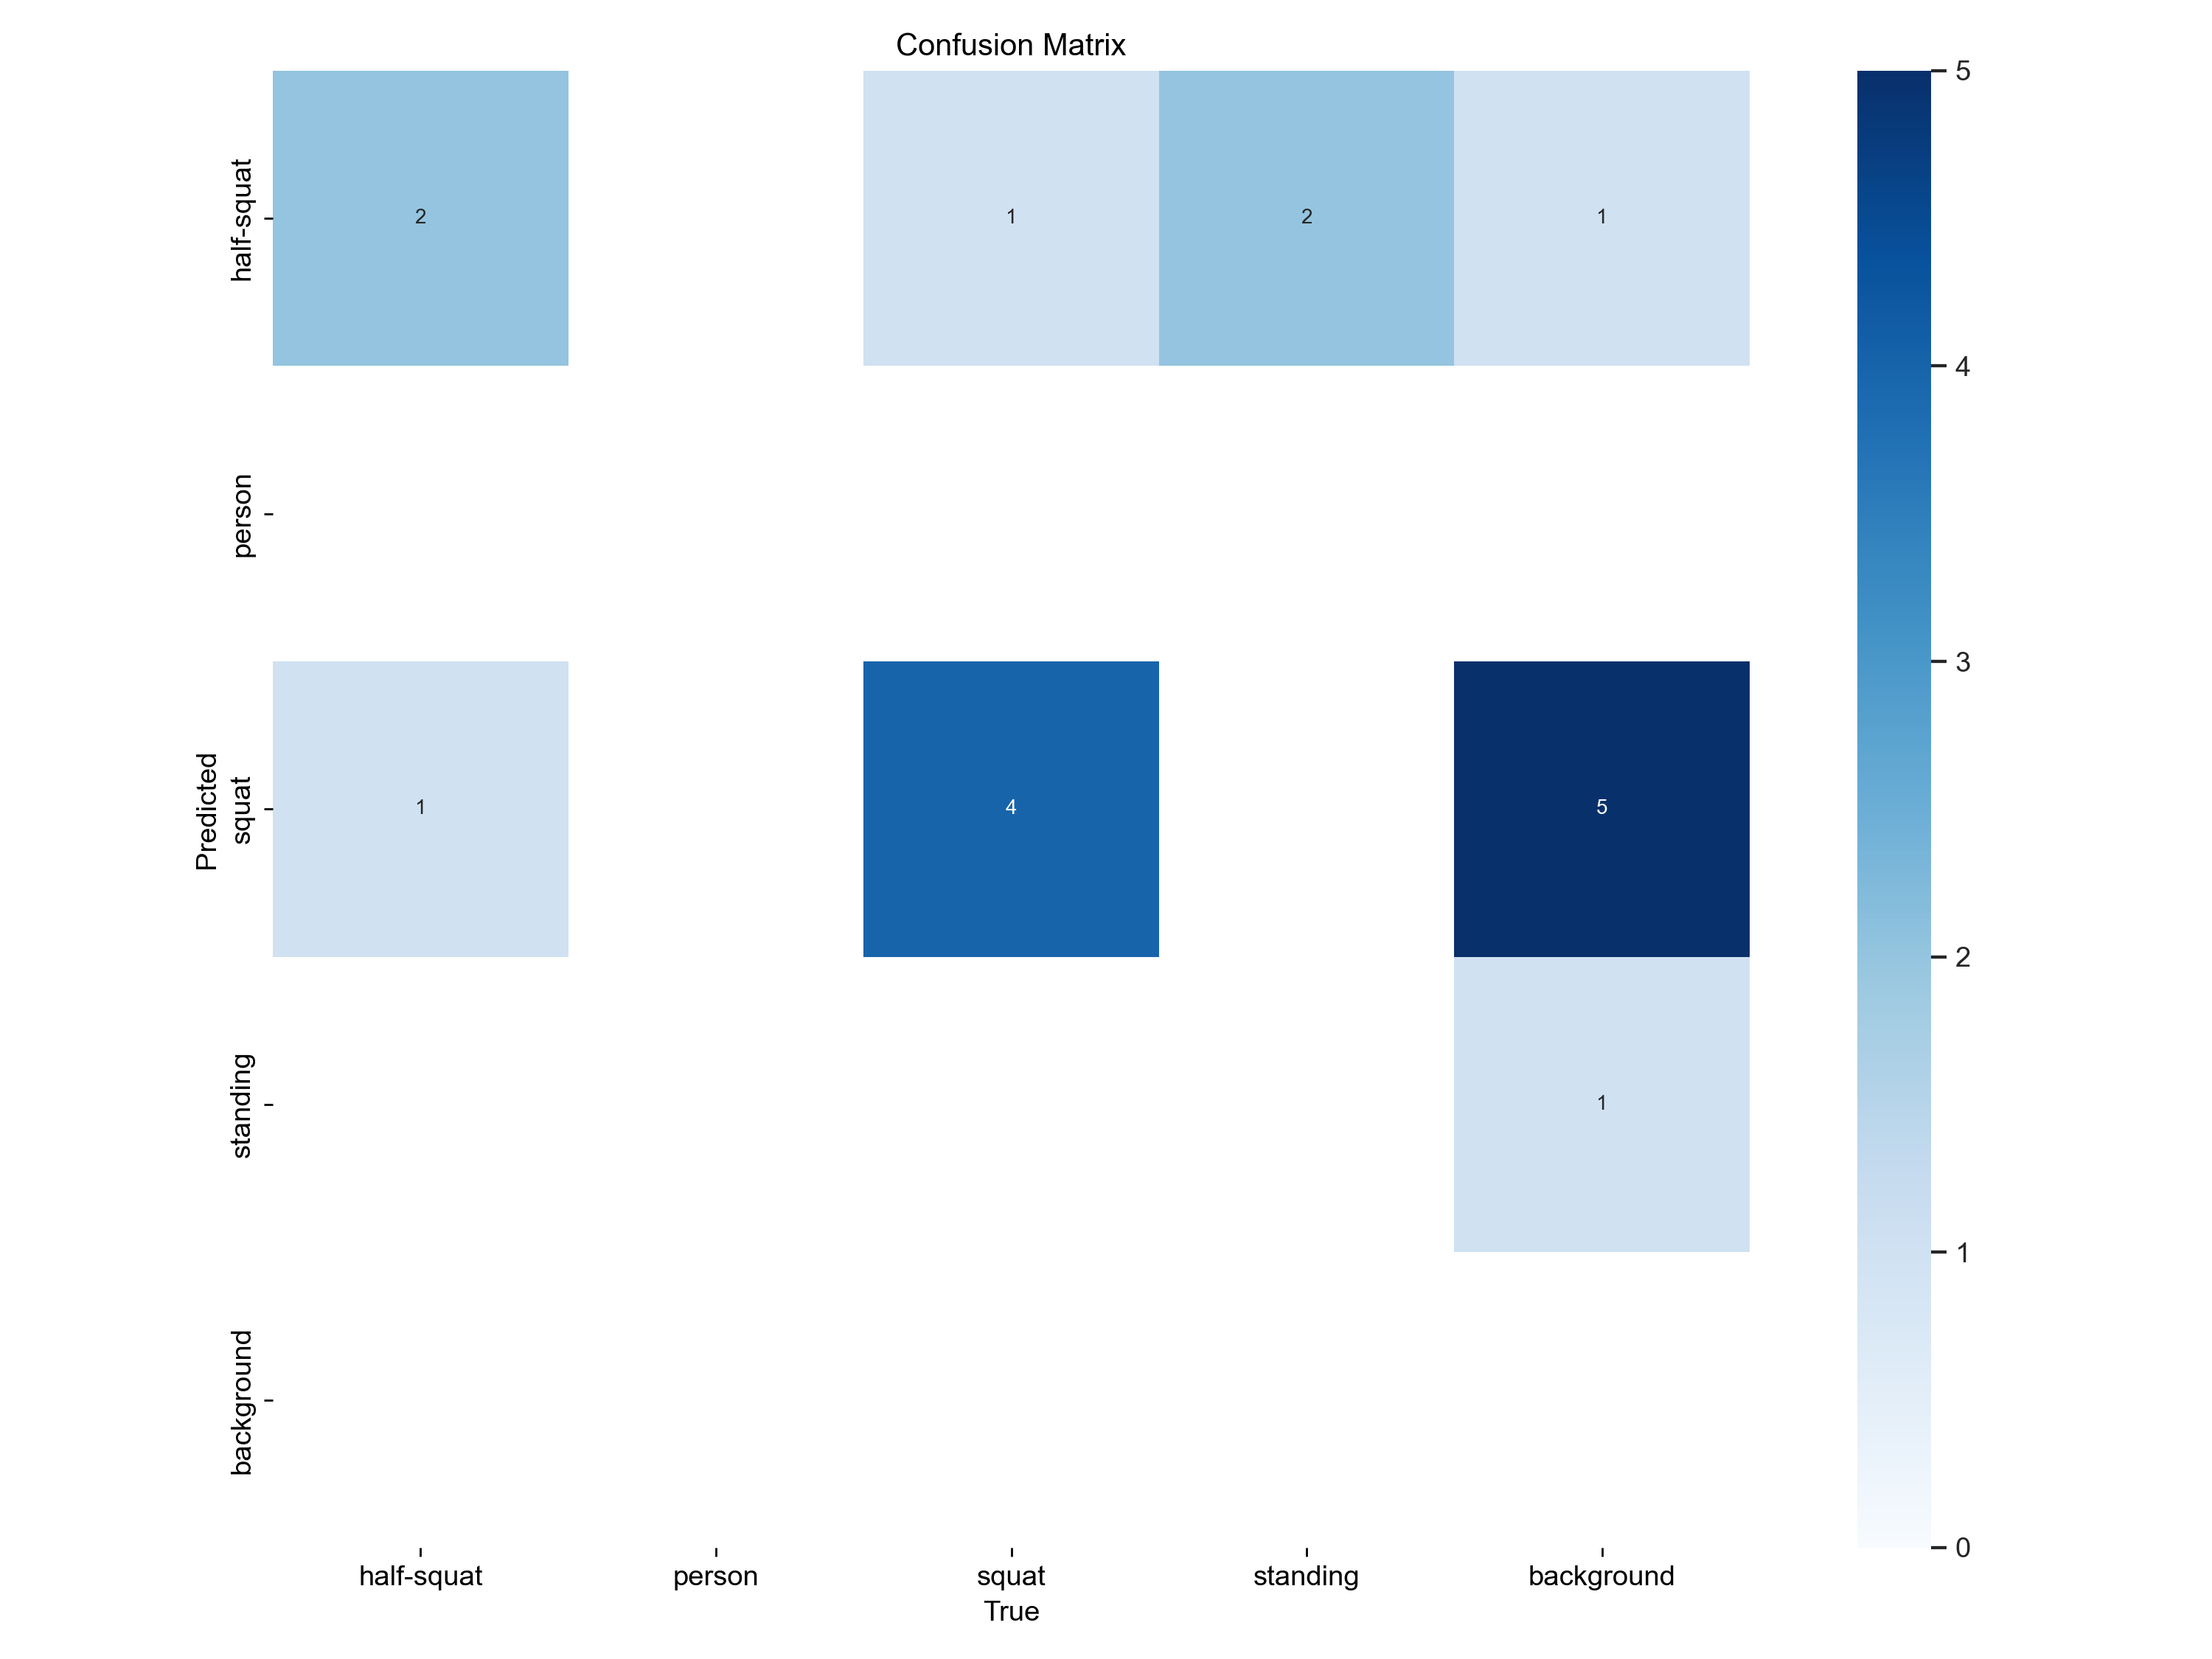 Confusion Matrix
half-squat
person
squat
standing
background
Predicted
2
1
2
1
1
4
5
1
half-squat
person
squat
standing
background
True
5
4
3
2
1
0